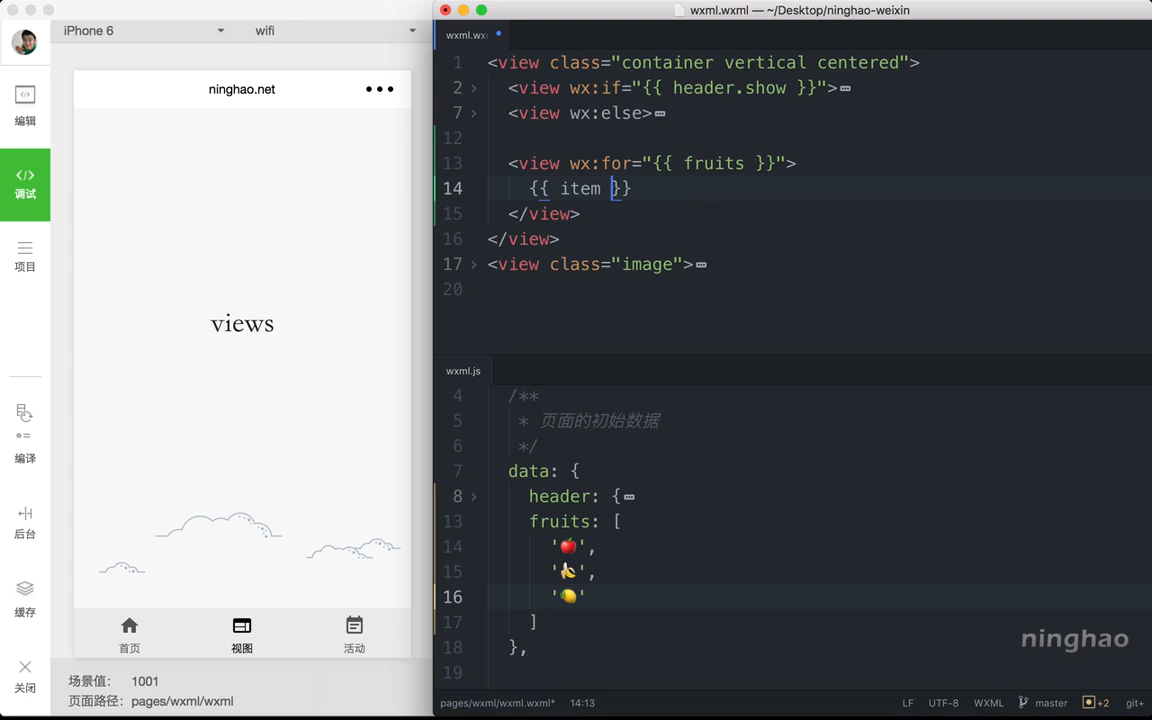 iPhone 6
wifi
编辑
调试
项目
编译
后台
缓存
关闭
ninghao.net
views
首页
视图
活动
场景值： 1001
页面路径： pages/wxml/wxml
wxml.wxml — ~/Desktop/ninghao-weixin
wxml.wx
1 <view class="container vertical centered">
2 <view wx:if="{{ header.show }}">
7 <view wx:else>
12
13 <view wx:for="{{ fruits }}">
14 {{ item }}
15 </view>
16 </view>
17 <view class="image">
20
wxml.js
4 /**
5 * 页面的初始数据
6 */
7 data: {
8 header: {
13 fruits: [
14 '🍎',
15 '🍌',
16 '🍋'
17 ]
18 },
19
ninghao
pages/wxml/wxml.wxml* 14:13 LF UTF-8 WXML master +2 git+